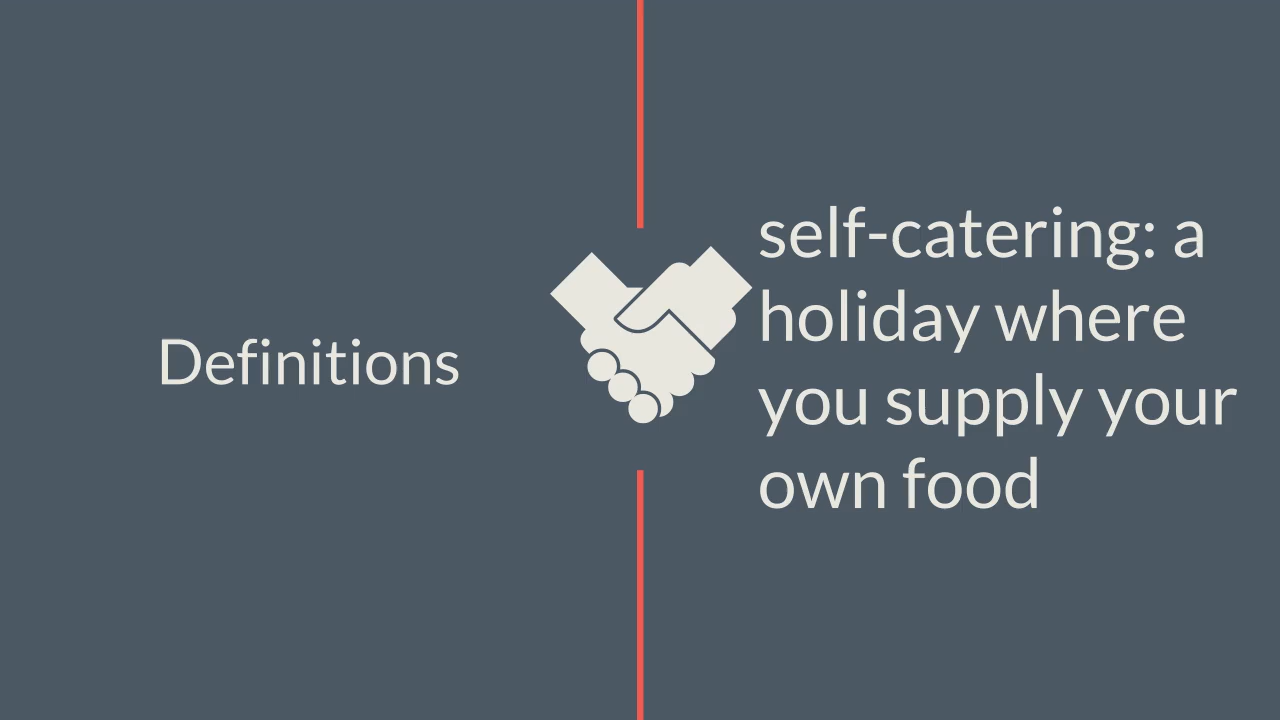 Definitions
self-catering: a
holiday where
you supply your
own food